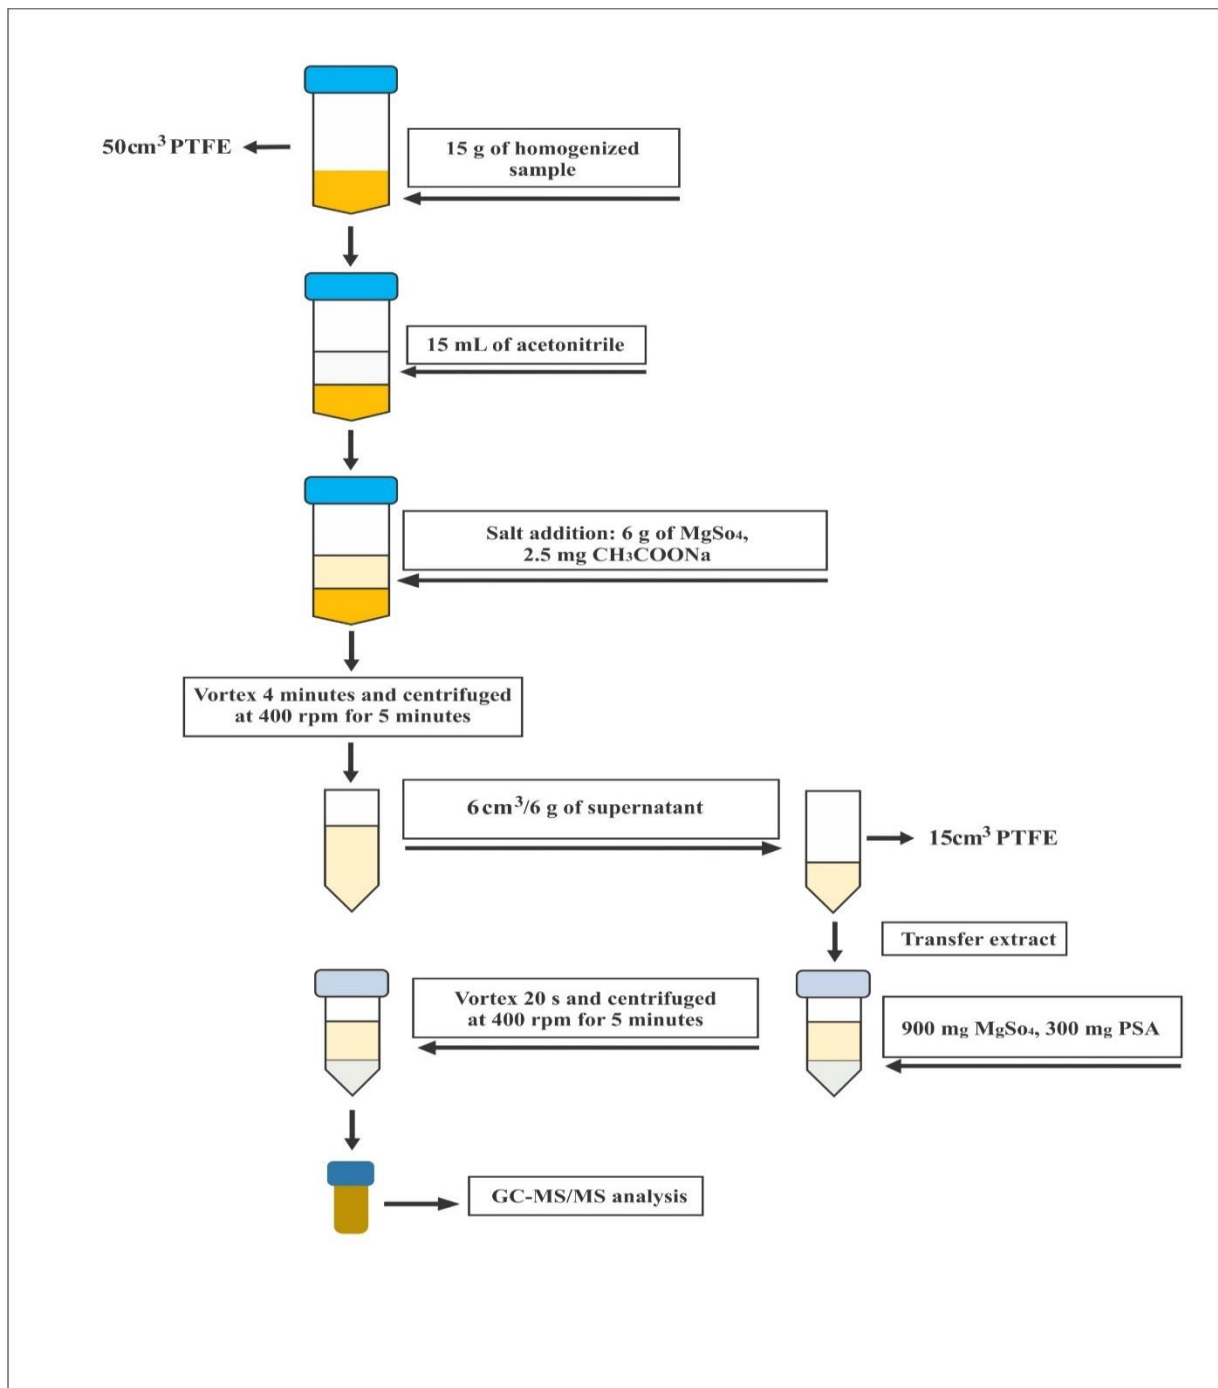 50cm³ PTFE
15 g of homogenized
sample
15 mL of acetonitrile
Salt addition: 6 g of MgSo₄,
2.5 mg CH₃COONa
Vortex 4 minutes and centrifuged
at 400 rpm for 5 minutes
6 cm³/6 g of supernatant
15cm³ PTFE
Transfer extract
900 mg MgSo₄, 300 mg PSA
Vortex 20 s and centrifuged
at 400 rpm for 5 minutes
GC-MS/MS analysis